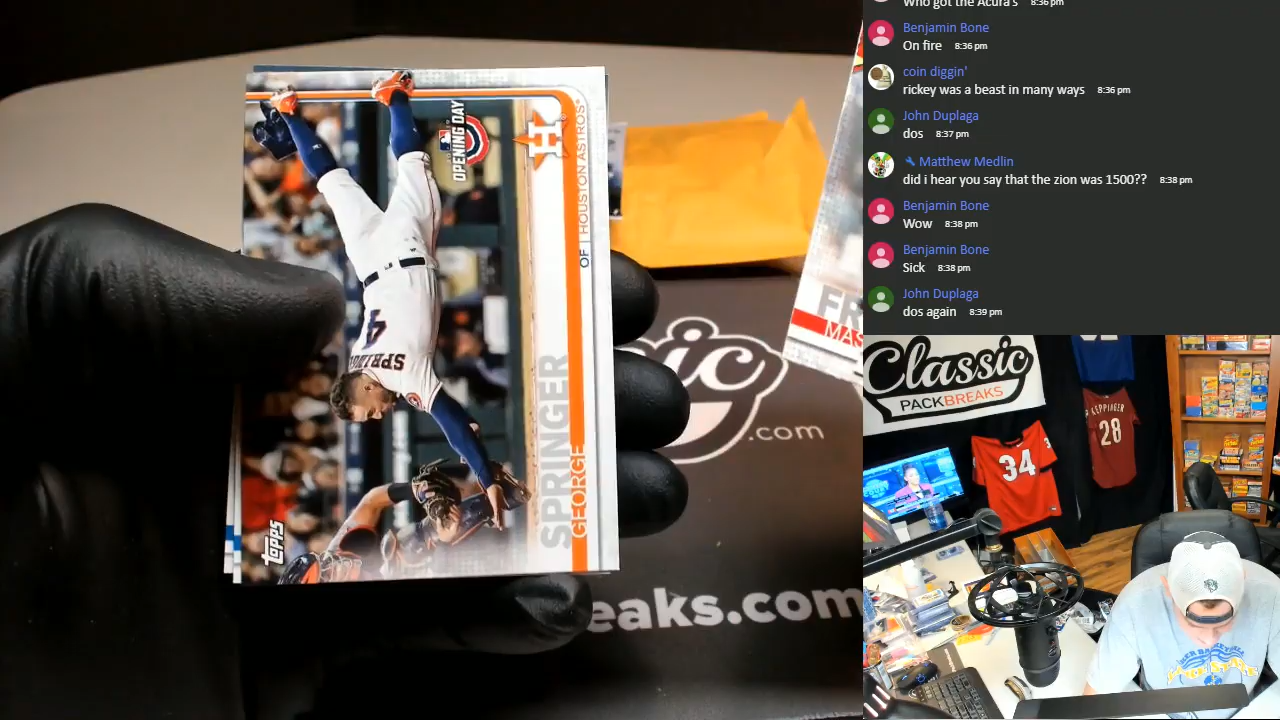 Who got the Acura's 8:36 pm
Benjamin Bone
On fire 8:36 pm
coin diggin'
rickey was a beast in many ways 8:36 pm
John Duplaga
dos 8:37 pm
Matthew Medlin
did i hear you say that the zion was 1500?? 8:38 pm
Benjamin Bone
Wow 8:38 pm
Benjamin Bone
Sick 8:38 pm
John Duplaga
dos again 8:39 pm
topps
GEORGE
SPRINGER
OF | HOUSTON ASTROS®
H
MLB
OPENING DAY
4
FR
MAS
ic
.com
eaks.com
Classic
PACKBREAKS
34
KEPPINGER
28